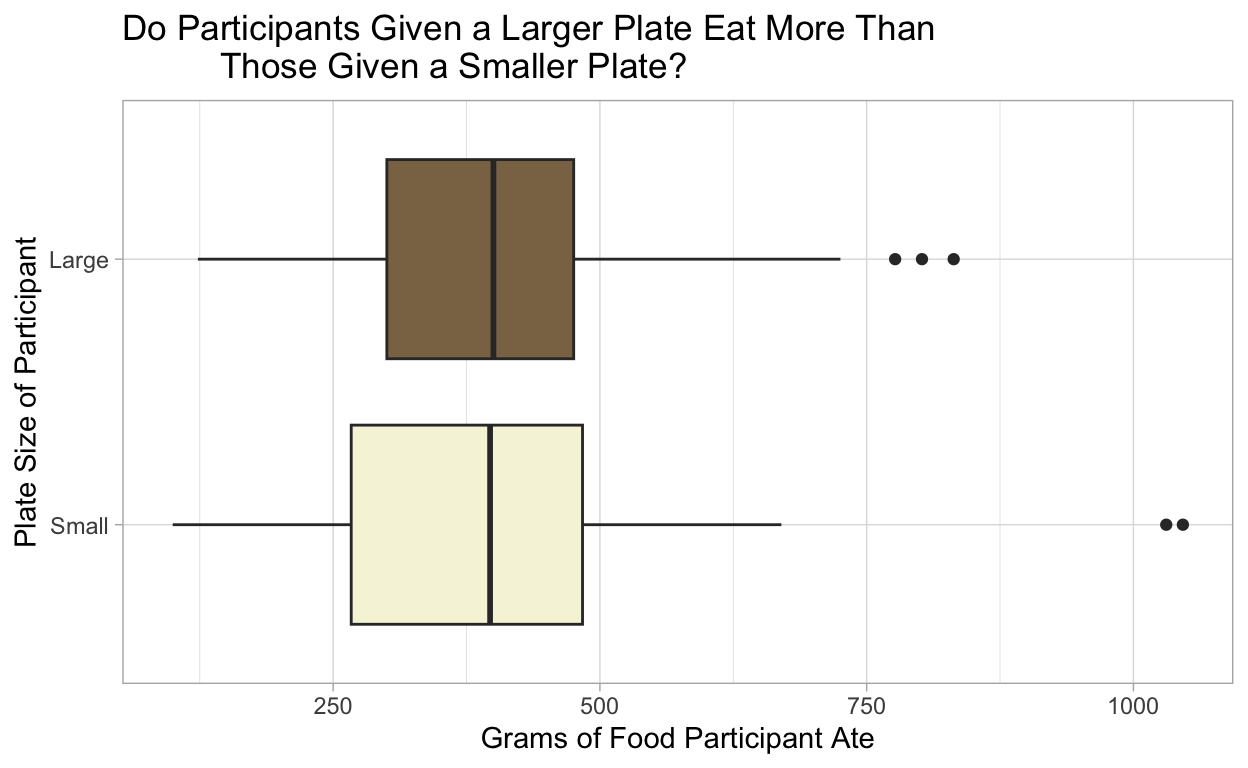 Do Participants Given a Larger Plate Eat More Than
Those Given a Smaller Plate?
Plate Size of Participant
Large
Small
250 500 750 1000
Grams of Food Participant Ate